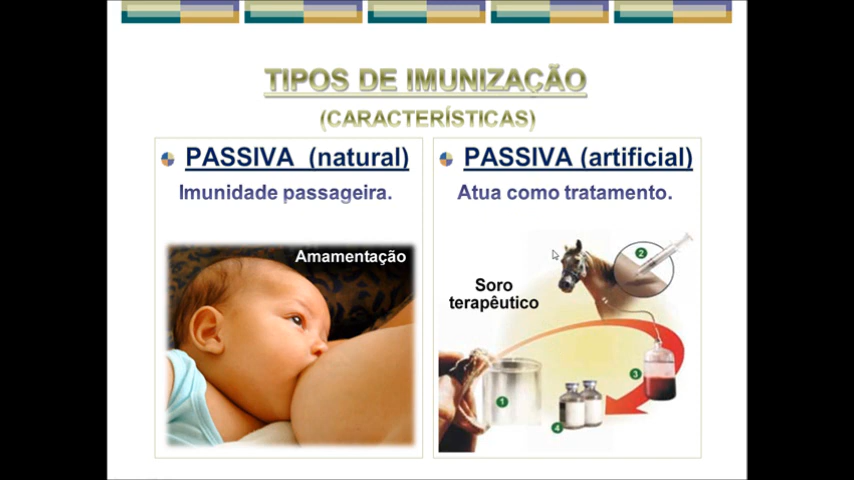 TIPOS DE IMUNIZAÇÃO
(CARACTERÍSTICAS)
PASSIVA (natural)
Imunidade passageira.
Amamentação
PASSIVA (artificial)
Atua como tratamento.
Soro
terapêutico
2
3
1
4